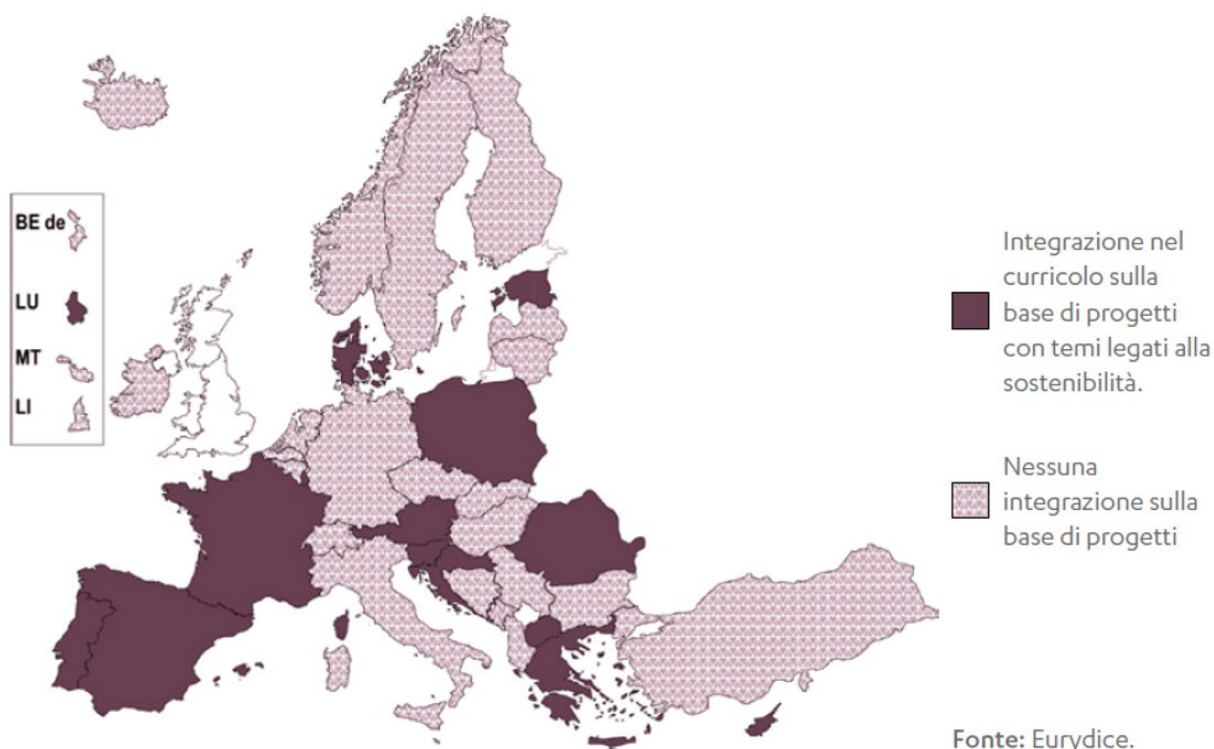 BE de
LU
MT
LI
Integrazione nel
curricolo sulla
base di progetti
con temi legati alla
sostenibilità.
Nessuna
integrazione sulla
base di progetti
Fonte: Eurydice.